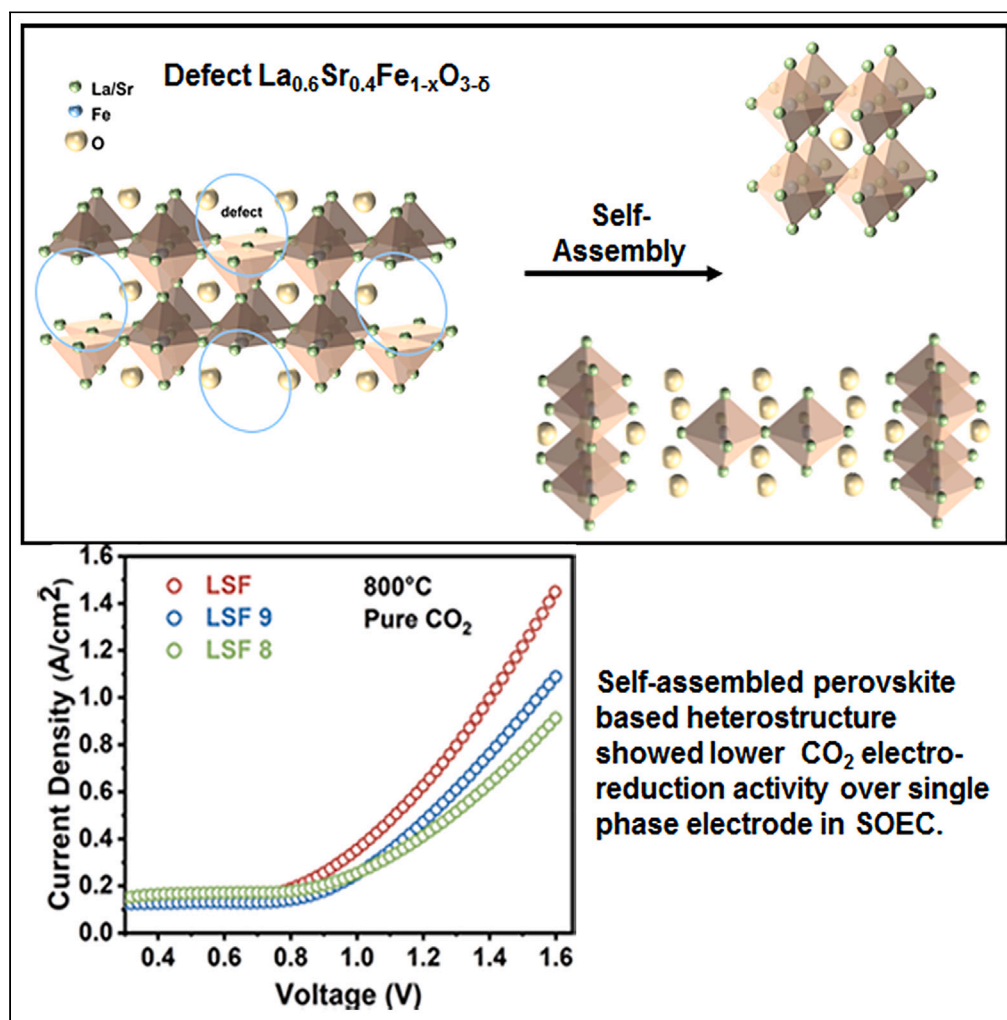 Defect La₀.₆Sr₀.₄Fe₁₋ₓO₃₋δ
La/Sr
Fe
O
defect
Self-
Assembly
1.6
1.4
1.2
1.0
0.8
0.6
0.4
0.2
0.0
Current Density (A/cm²)
LSF
LSF 9
LSF 8
800°C
Pure CO₂
0.4
0.6
0.8
1.0
1.2
1.4
1.6
Voltage (V)
Self-assembled perovskite
based heterostructure
showed lower CO₂ electro-
reduction activity over single
phase electrode in SOEC.